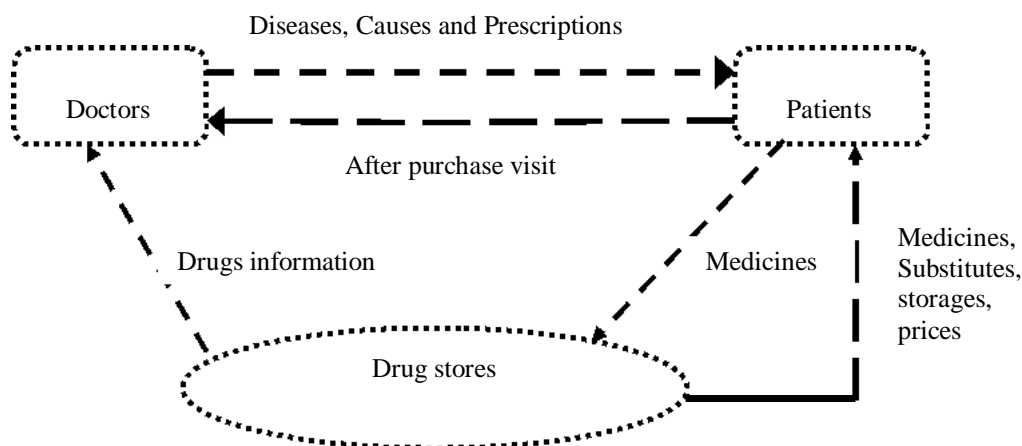 Diseases, Causes and Prescriptions
Doctors
Patients
After purchase visit
Drugs information
Medicines
Medicines,
Substitutes,
storages,
prices
Drug stores